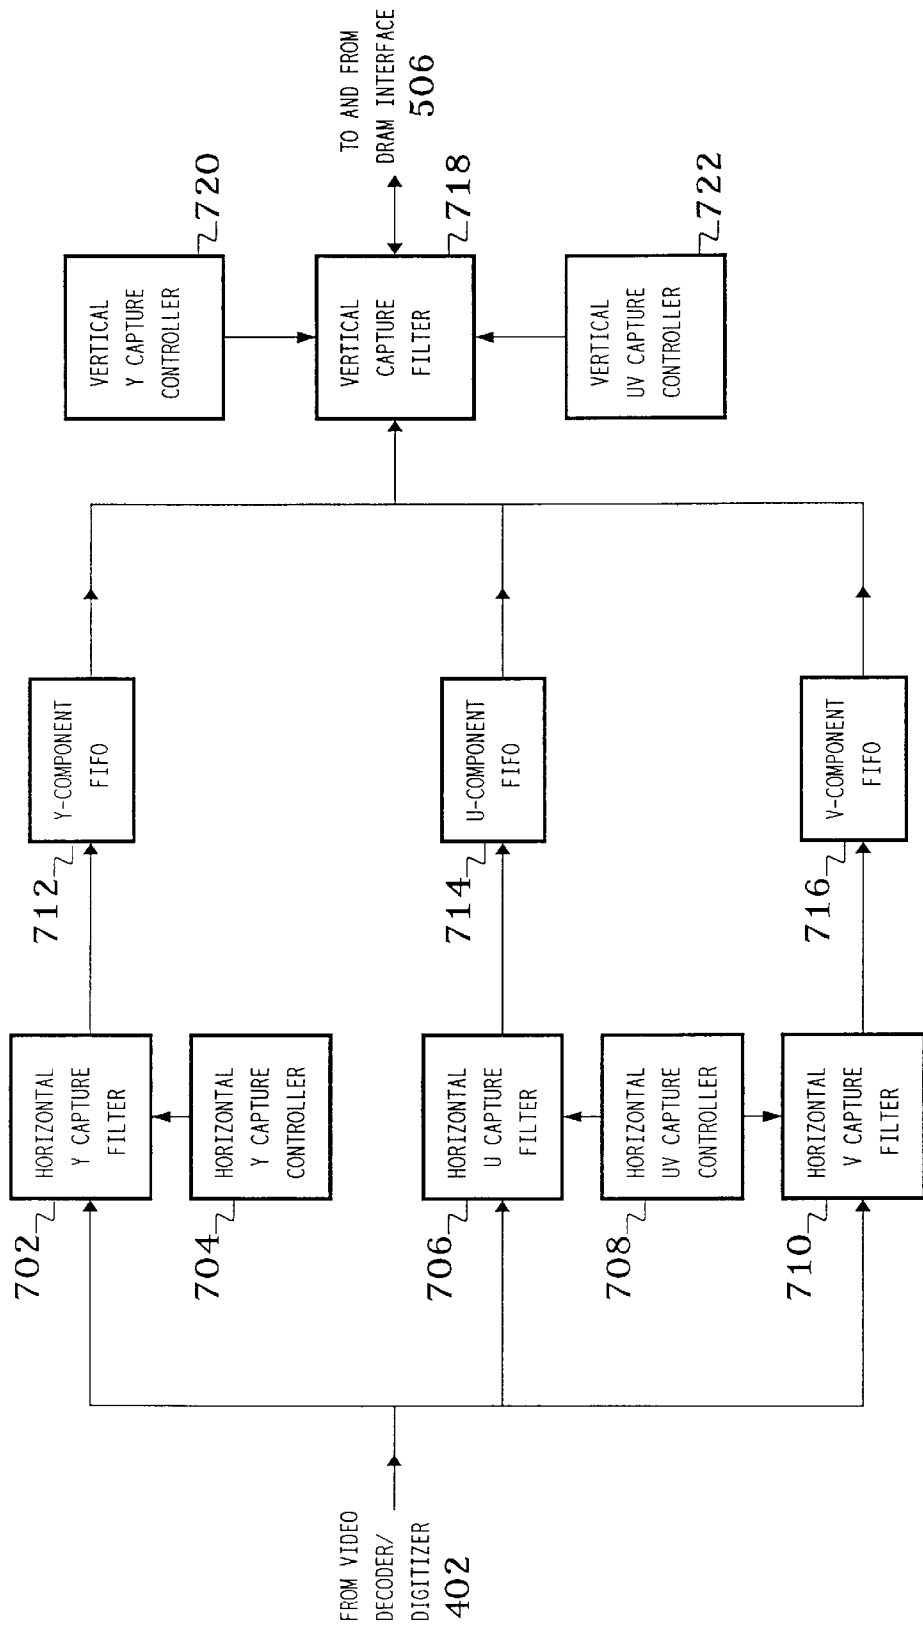 FROM VIDEO
DECODER/
DIGITIZER
402
702
HORIZONTAL
Y CAPTURE
FILTER
704
HORIZONTAL
Y CAPTURE
CONTROLLER
706
HORIZONTAL
U CAPTURE
FILTER
708
HORIZONTAL
UV CAPTURE
CONTROLLER
710
HORIZONTAL
V CAPTURE
FILTER
712
Y-COMPONENT
FIFO
714
U-COMPONENT
FIFO
716
V-COMPONENT
FIFO
VERTICAL
Y CAPTURE
CONTROLLER
720
VERTICAL
CAPTURE
FILTER
718
VERTICAL
UV CAPTURE
CONTROLLER
722
TO AND FROM
DRAM INTERFACE
506